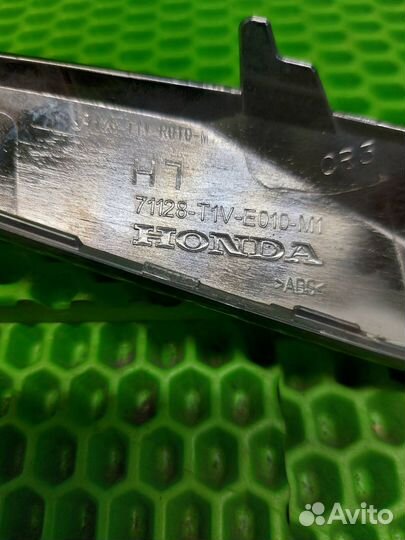 H7
71128-T1V-E010-M1
HONDA
>ABS<
Avito